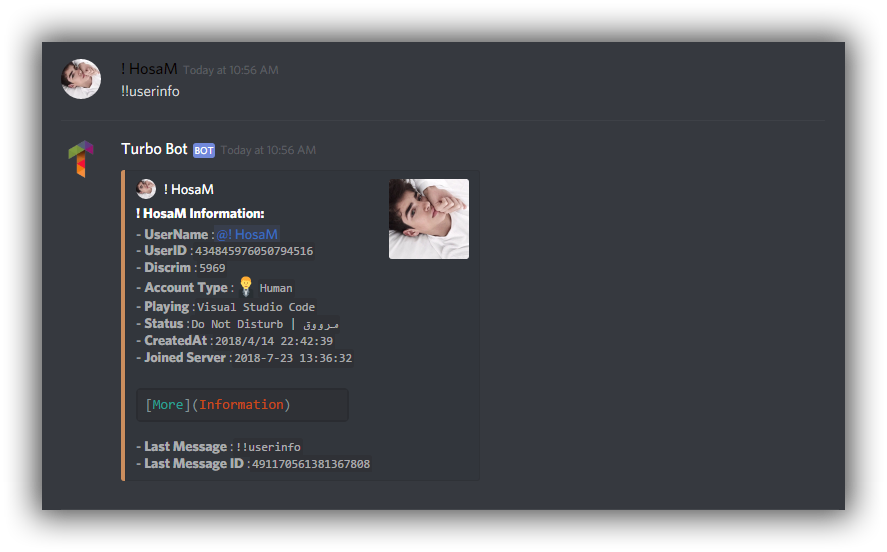 ! HosaM Today at 10:56 AM
!!userinfo
Turbo Bot BOT Today at 10:56 AM
! HosaM
! HosaM Information:
- UserName : @! HosaM
- UserID : 434845976050794516
- Discrim : 5969
- Account Type : 💡 Human
- Playing : Visual Studio Code
- Status : Do Not Disturb | مرووق
- CreatedAt : 2018/4/14 22:42:39
- Joined Server : 2018-7-23 13:36:32
[More](Information)
- Last Message : !!userinfo
- Last Message ID : 491170561381367808